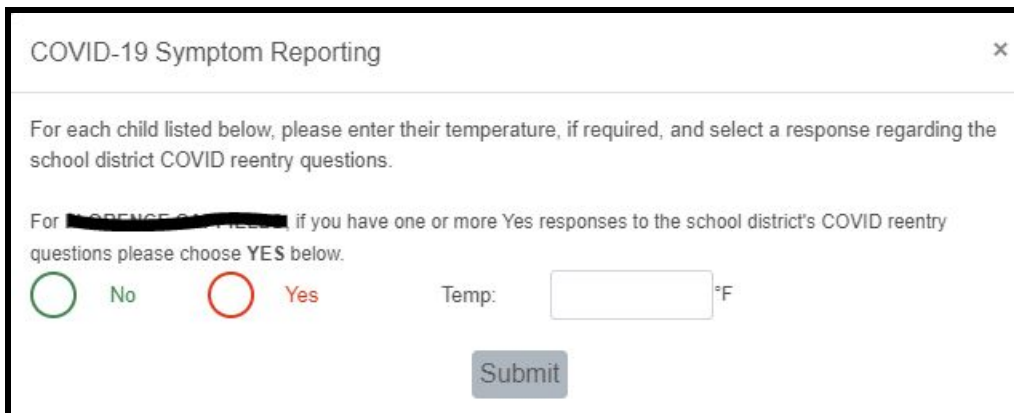 COVID-19 Symptom Reporting ×
For each child listed below, please enter their temperature, if required, and select a response regarding the
school district COVID reentry questions.
For if you have one or more Yes responses to the school district's COVID reentry
questions please choose YES below.
No Yes Temp: °F
Submit